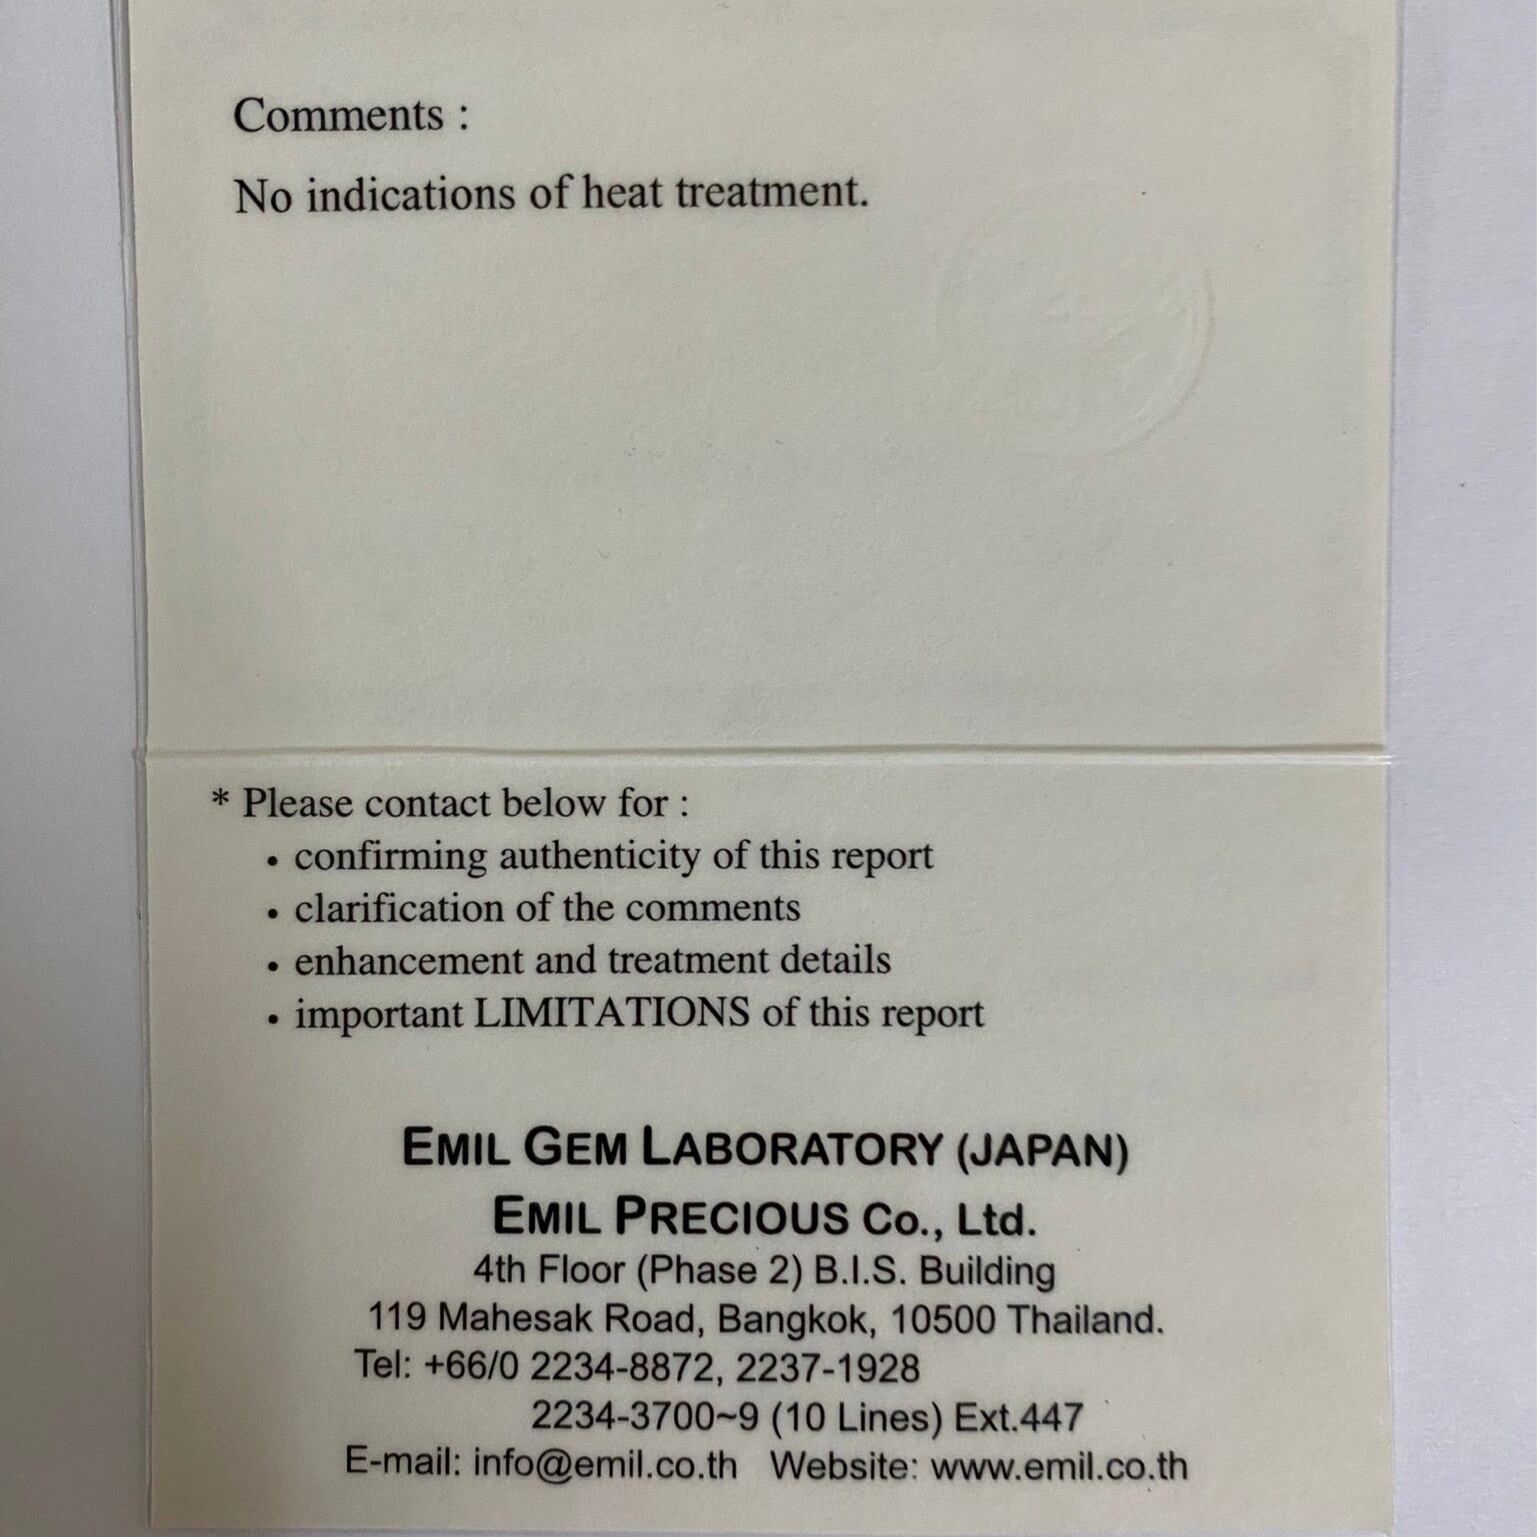 Comments :
No indications of heat treatment.
* Please contact below for :
• confirming authenticity of this report
• clarification of the comments
• enhancement and treatment details
• important LIMITATIONS of this report
EMIL GEM LABORATORY (JAPAN)
EMIL PRECIOUS Co., Ltd.
4th Floor (Phase 2) B.I.S. Building
119 Mahesak Road, Bangkok, 10500 Thailand.
Tel: +66/0 2234-8872, 2237-1928
2234-3700~9 (10 Lines) Ext.447
E-mail: info@emil.co.th Website: www.emil.co.th